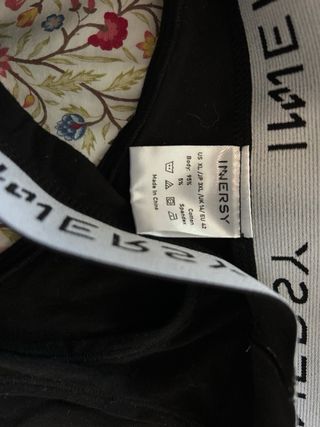 INNERSY
US XL /JP 3XL /UK 14/ EU 42
Body: 95% Cotton
5% Spandex
Made In China